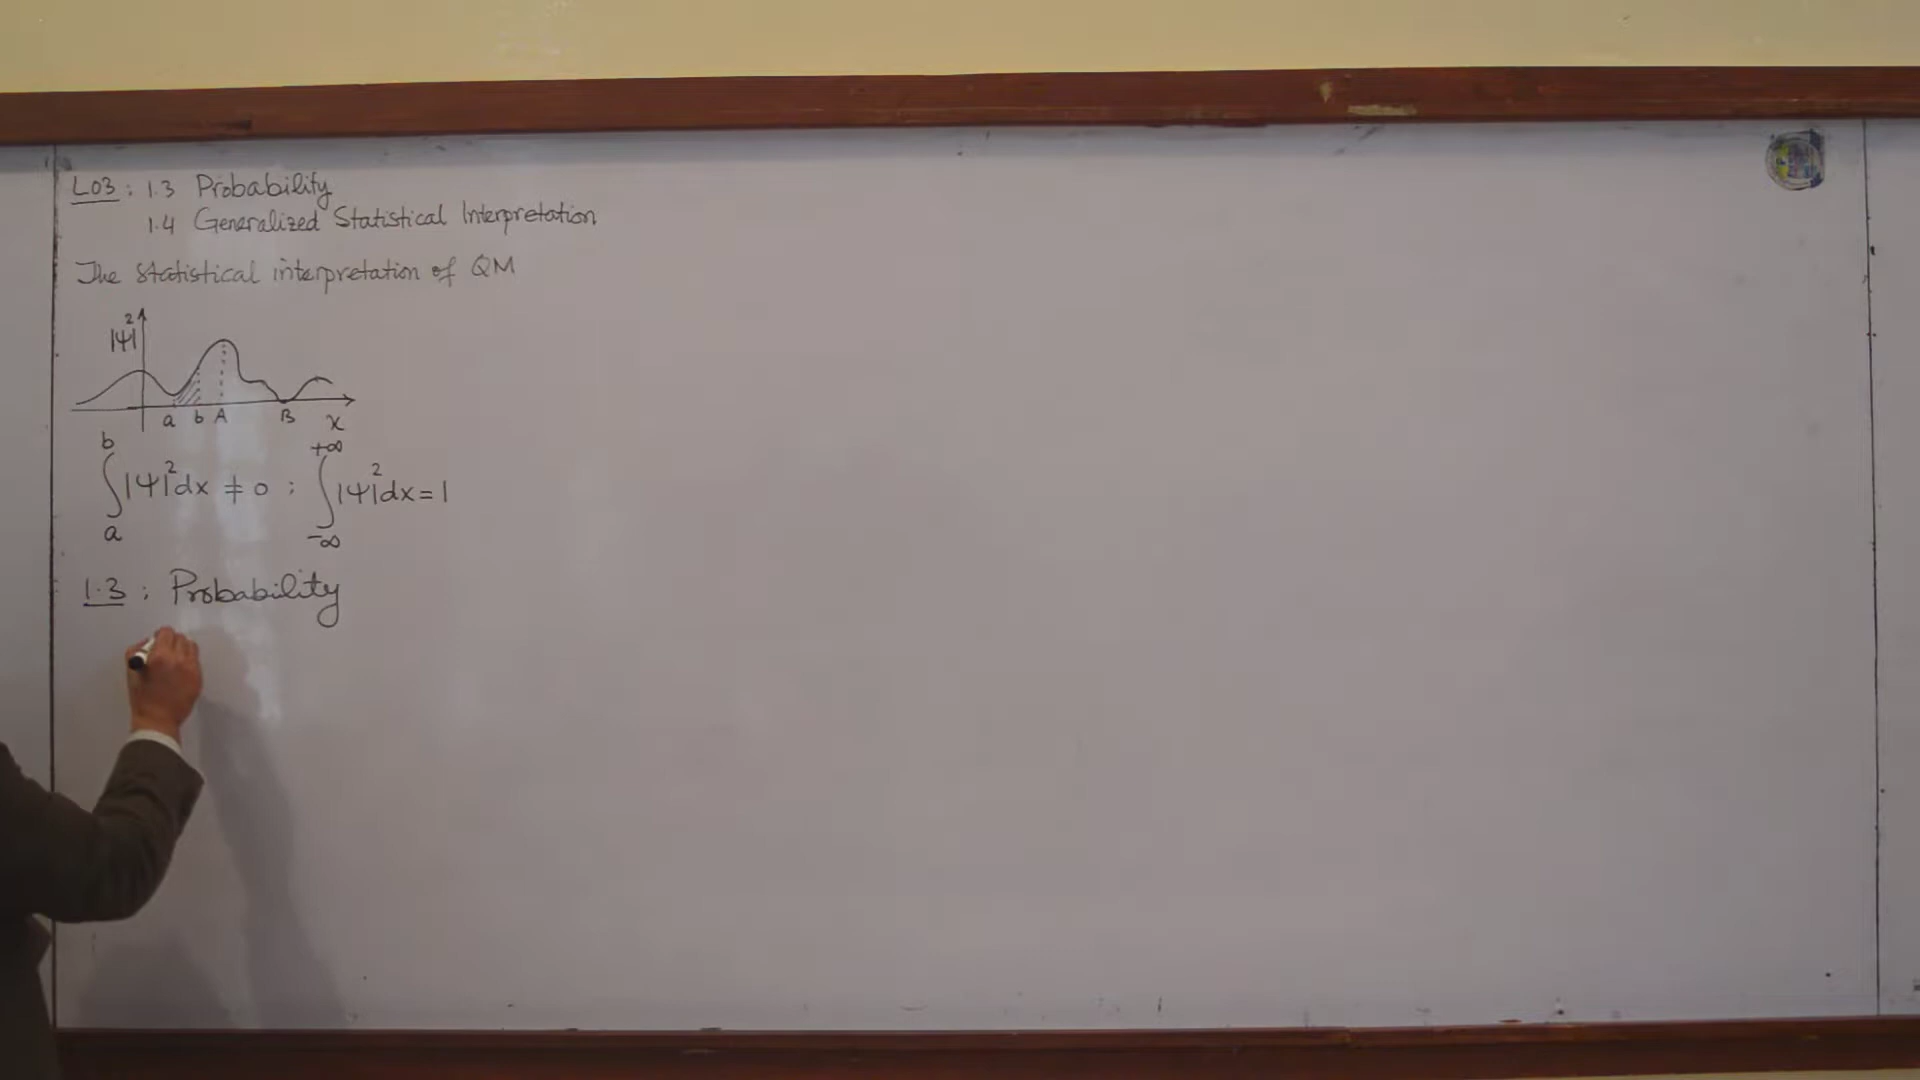 L03: 1.3 Probability
1.4 Generalized Statistical Interpretation
The statistical interpretation of QM
|Ψ|²
a b A B x
∫_a^b |Ψ|² dx ≠ 0 ; ∫_{-∞}^{+∞} |Ψ|² dx = 1
1.3 : Probability